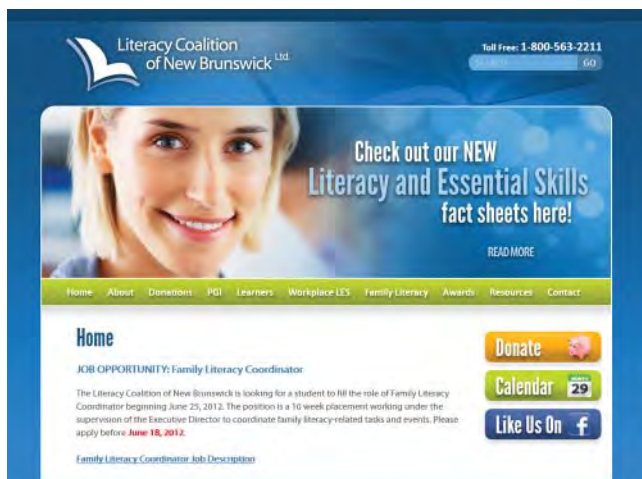 Literacy Coalition
of New Brunswick Ltd.
Toll Free: 1-800-563-2211
SEARCH GO
Check out our NEW
Literacy and Essential Skills
fact sheets here!
READ MORE
Home About Donations PGI Learners Workplace LES Family Literacy Awards Resources Contact
Home
JOB OPPORTUNITY: Family Literacy Coordinator
The Literacy Coalition of New Brunswick is looking for a student to fill the role of Family Literacy
Coordinator beginning June 25, 2012. The position is a 10 week placement working under the
supervision of the Executive Director to coordinate family literacy-related tasks and events. Please
apply before June 18, 2012.
Family Literacy Coordinator Job Description
Donate
Calendar 29
Like Us On f